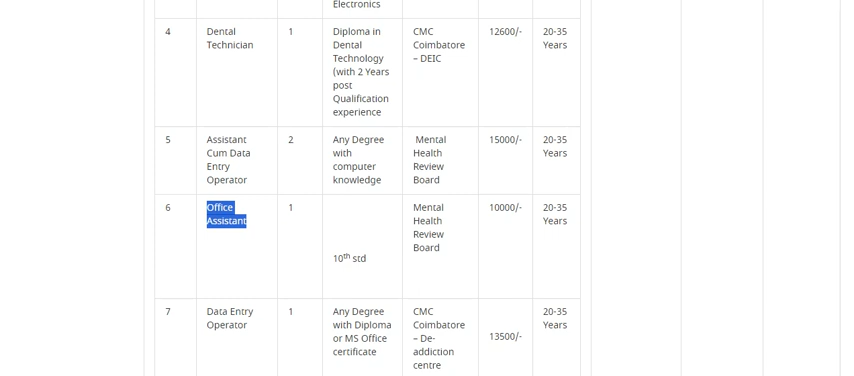 Electronics
4
Dental
Technician
1
Diploma in
Dental
Technology
(with 2 Years
post
Qualification
experience
CMC
Coimbatore
– DEIC
12600/-
20-35
Years
5
Assistant
Cum Data
Entry
Operator
2
Any Degree
with
computer
knowledge
Mental
Health
Review
Board
15000/-
20-35
Years
6
Office
Assistant
1
10th std
Mental
Health
Review
Board
10000/-
20-35
Years
7
Data Entry
Operator
1
Any Degree
with Diploma
or MS Office
certificate
CMC
Coimbatore
– De-
addiction
centre
13500/-
20-35
Years